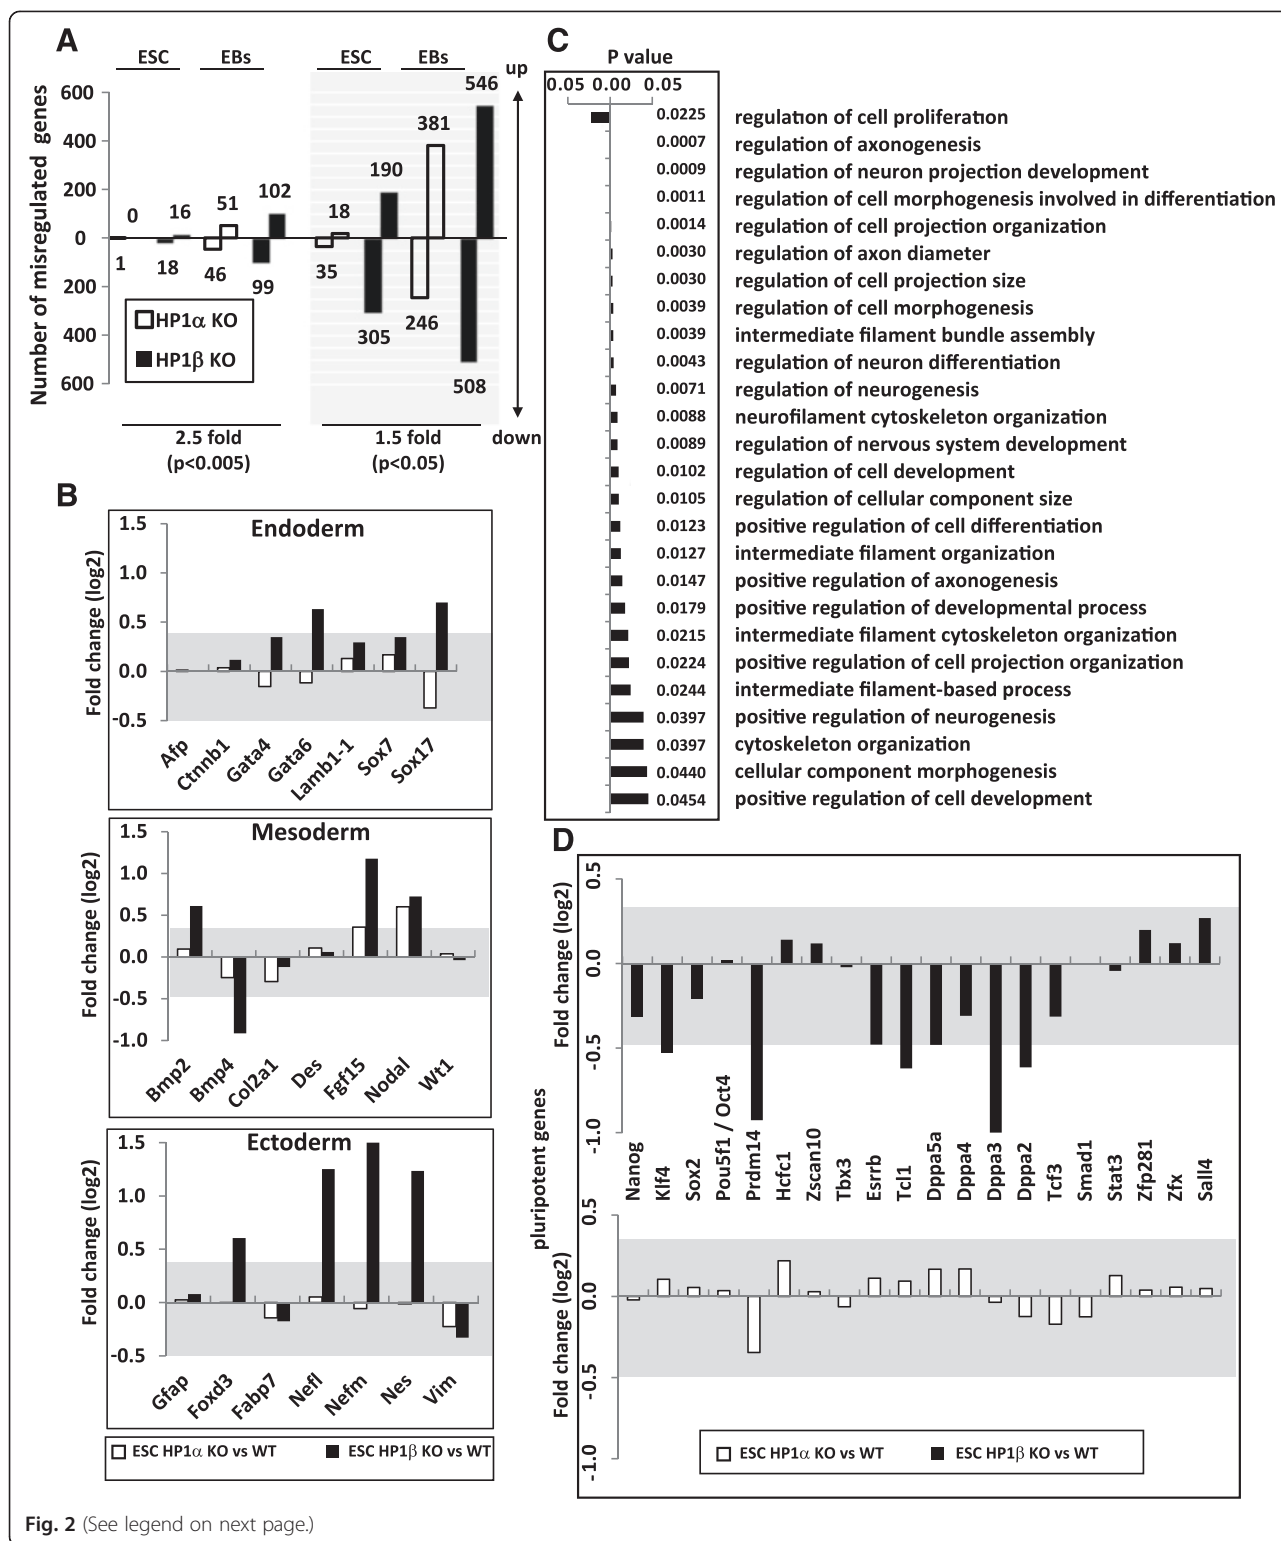 A
ESC EBs ESC EBs
up
Number of misregulated genes
600
400
200
0
200
400
600
0 16 51 102 18 190 381 546
1 18 46 99 35 305 246 508
HP1α KO
HP1β KO
2.5 fold
(p<0.005)
1.5 fold
(p<0.05)
down
B
Endoderm
Fold change (log2)
1.5
1.0
0.5
0.0
-0.5
Afp Ctnnb1 Gata4 Gata6 Lamb1-1 Sox7 Sox17
Mesoderm
Fold change (log2)
1.5
1.0
0.5
0.0
-0.5
-1.0
Bmp2 Bmp4 Col2a1 Des Fgf15 Nodal Wt1
Ectoderm
Fold change (log2)
1.5
1.0
0.5
0.0
-0.5
Gfap Foxd3 Fabp7 Nefl Nefm Nes Vim
ESC HP1α KO vs WT ESC HP1β KO vs WT
C
P value
0.05 0.00 0.05
0.0225 regulation of cell proliferation
0.0007 regulation of axonogenesis
0.0009 regulation of neuron projection development
0.0011 regulation of cell morphogenesis involved in differentiation
0.0014 regulation of cell projection organization
0.0030 regulation of axon diameter
0.0030 regulation of cell projection size
0.0039 regulation of cell morphogenesis
0.0039 intermediate filament bundle assembly
0.0043 regulation of neuron differentiation
0.0071 regulation of neurogenesis
0.0088 neurofilament cytoskeleton organization
0.0089 regulation of nervous system development
0.0102 regulation of cell development
0.0105 regulation of cellular component size
0.0123 positive regulation of cell differentiation
0.0127 intermediate filament organization
0.0147 positive regulation of axonogenesis
0.0179 positive regulation of developmental process
0.0215 intermediate filament cytoskeleton organization
0.0224 positive regulation of cell projection organization
0.0244 intermediate filament-based process
0.0397 positive regulation of neurogenesis
0.0397 cytoskeleton organization
0.0440 cellular component morphogenesis
0.0454 positive regulation of cell development
D
Fold change (log2)
0.5
0.0
-0.5
-1.0
pluripotent genes
Nanog Klf4 Sox2 Pou5f1 / Oct4 Prdm14 Hcfc1 Zscan10 Tbx3 Esrrb Tcl1 Dppa5a Dppa4 Dppa3 Dppa2 Tcf3 Smad1 Stat3 Zfp281 Zfx Sall4
Fold change (log2)
0.5
0.0
-0.5
-1.0
ESC HP1α KO vs WT ESC HP1β KO vs WT
Fig. 2 (See legend on next page.)